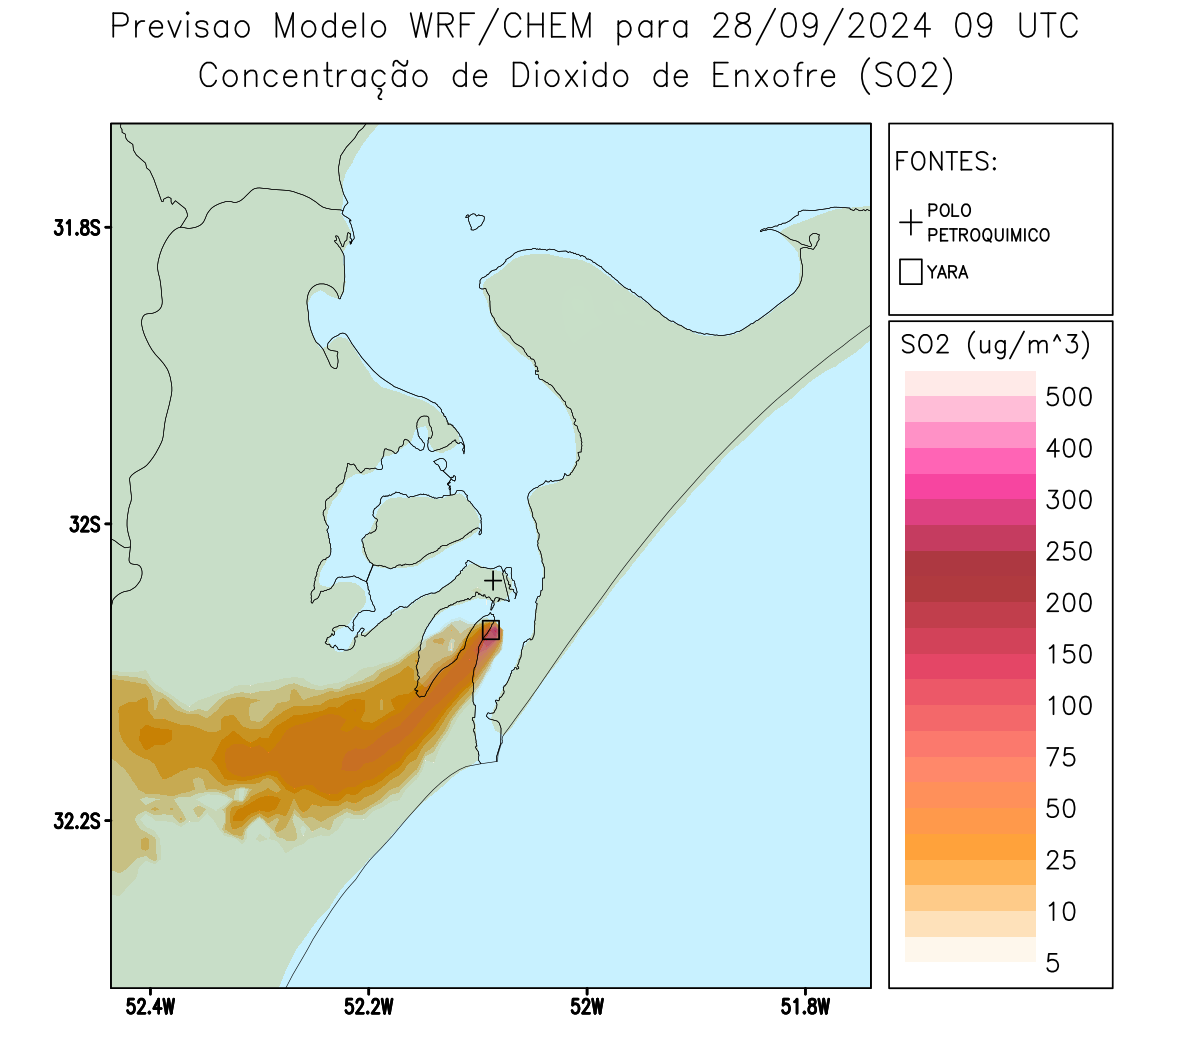 Previsao Modelo WRF/CHEM para 28/09/2024 09 UTC
Concentração de Dioxido de Enxofre (SO2)
FONTES:
POLO
PETROQUIMICO
YARA
31.8S
32S
32.2S
52.4W
52.2W
52W
51.8W
SO2 (ug/m^3)
500
400
300
250
200
150
100
75
50
25
10
5